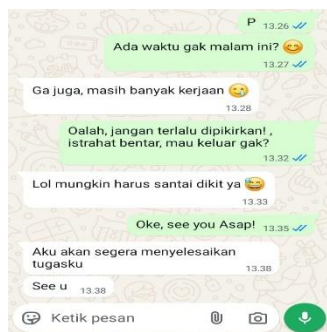 P 13.26
Ada waktu gak malam ini? 😊
13.27
Ga juga, masih banyak kerjaan 🥲
13.28
Oalah, jangan terlalu dipikirkan! ,
istrahat bentar, mau keluar gak?
13.32
Lol mungkin harus santai dikit ya 😅
13.33
Oke, see you Asap! 13.35
Aku akan segera menyelesaikan
tugasku
13.38
See u 13.38
Ketik pesan